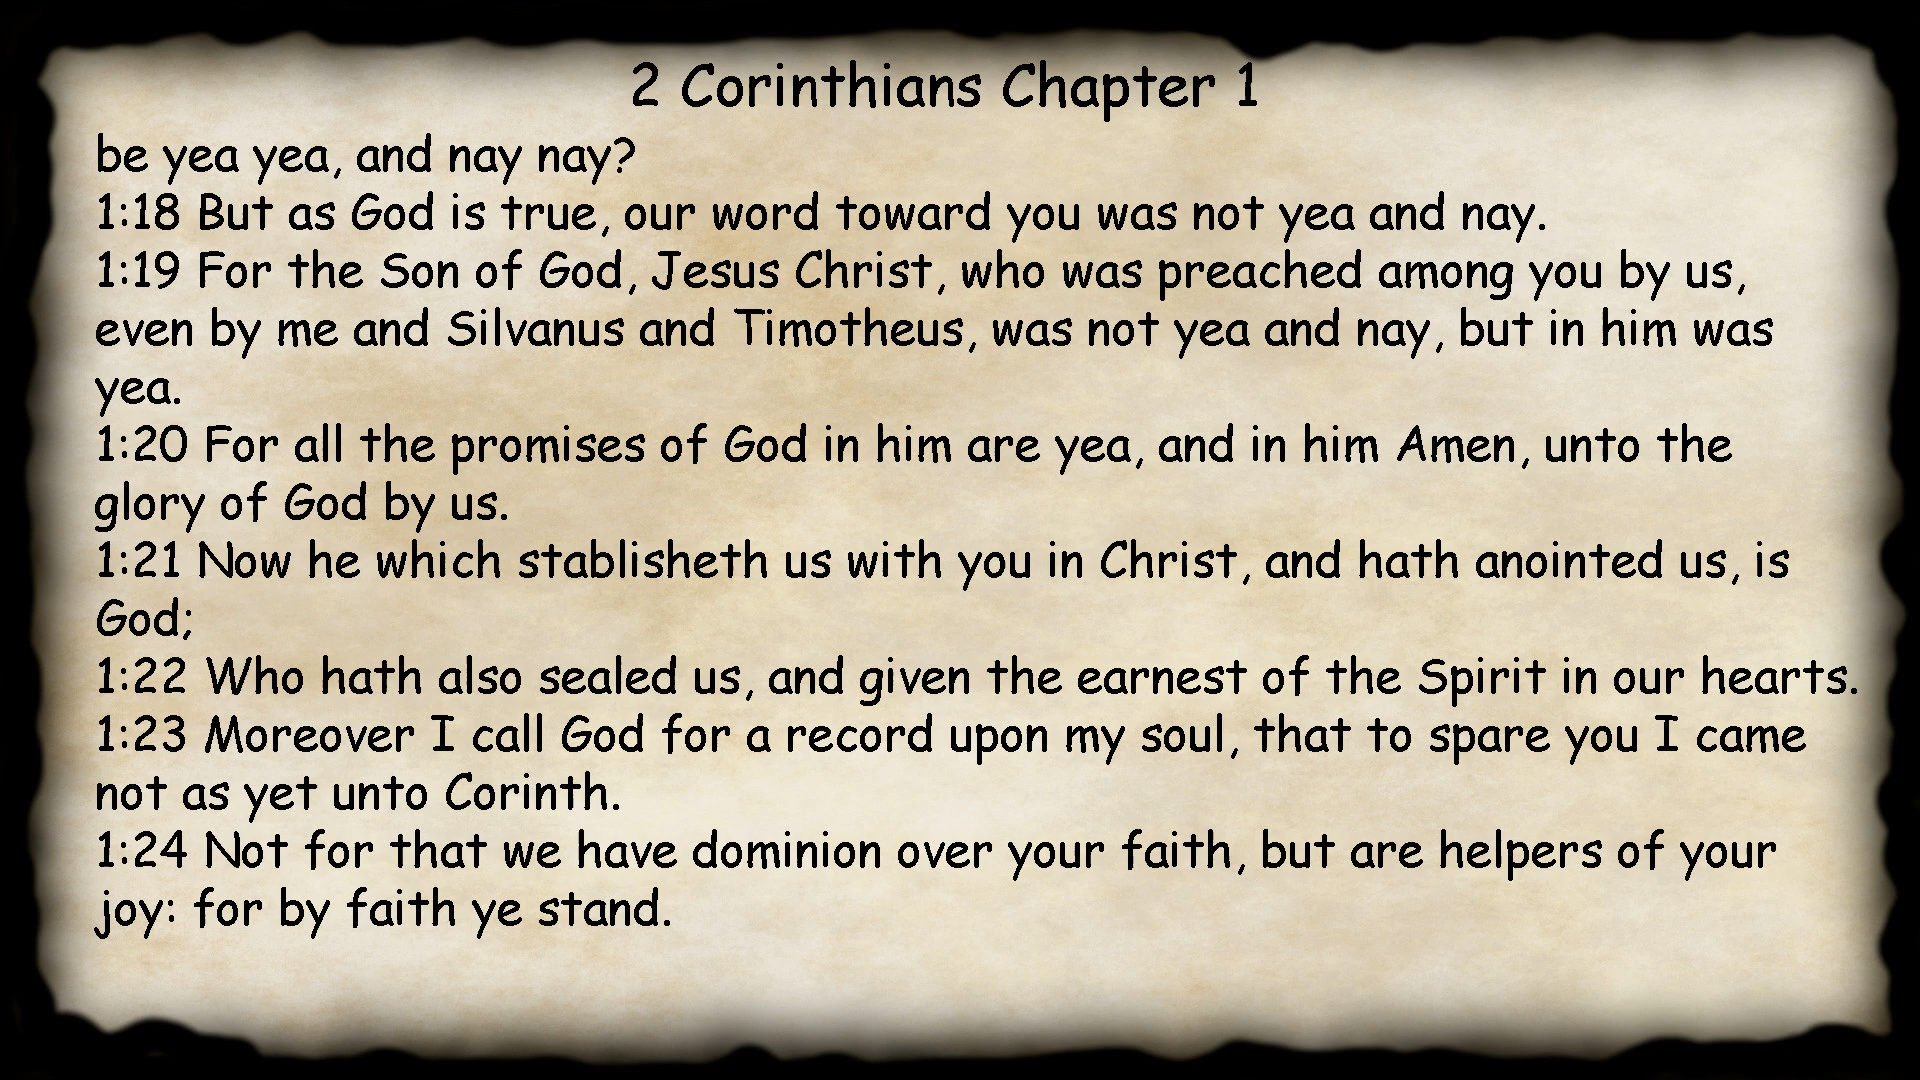 2 Corinthians Chapter 1
be yea yea, and nay nay?
1:18 But as God is true, our word toward you was not yea and nay.
1:19 For the Son of God, Jesus Christ, who was preached among you by us,
even by me and Silvanus and Timotheus, was not yea and nay, but in him was
yea.
1:20 For all the promises of God in him are yea, and in him Amen, unto the
glory of God by us.
1:21 Now he which stablisheth us with you in Christ, and hath anointed us, is
God;
1:22 Who hath also sealed us, and given the earnest of the Spirit in our hearts.
1:23 Moreover I call God for a record upon my soul, that to spare you I came
not as yet unto Corinth.
1:24 Not for that we have dominion over your faith, but are helpers of your
joy: for by faith ye stand.